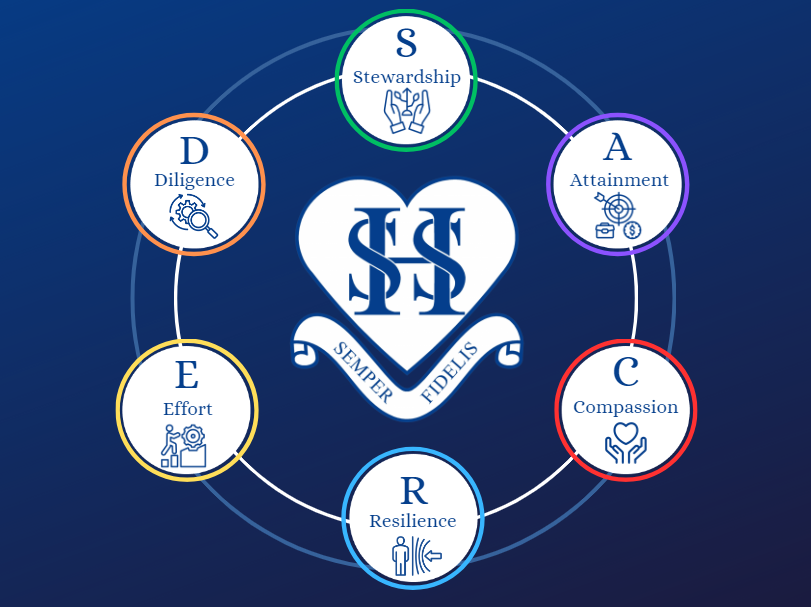 S
Stewardship
A
Attainment
C
Compassion
R
Resilience
E
Effort
D
Diligence
SHS
SEMPER FIDELIS